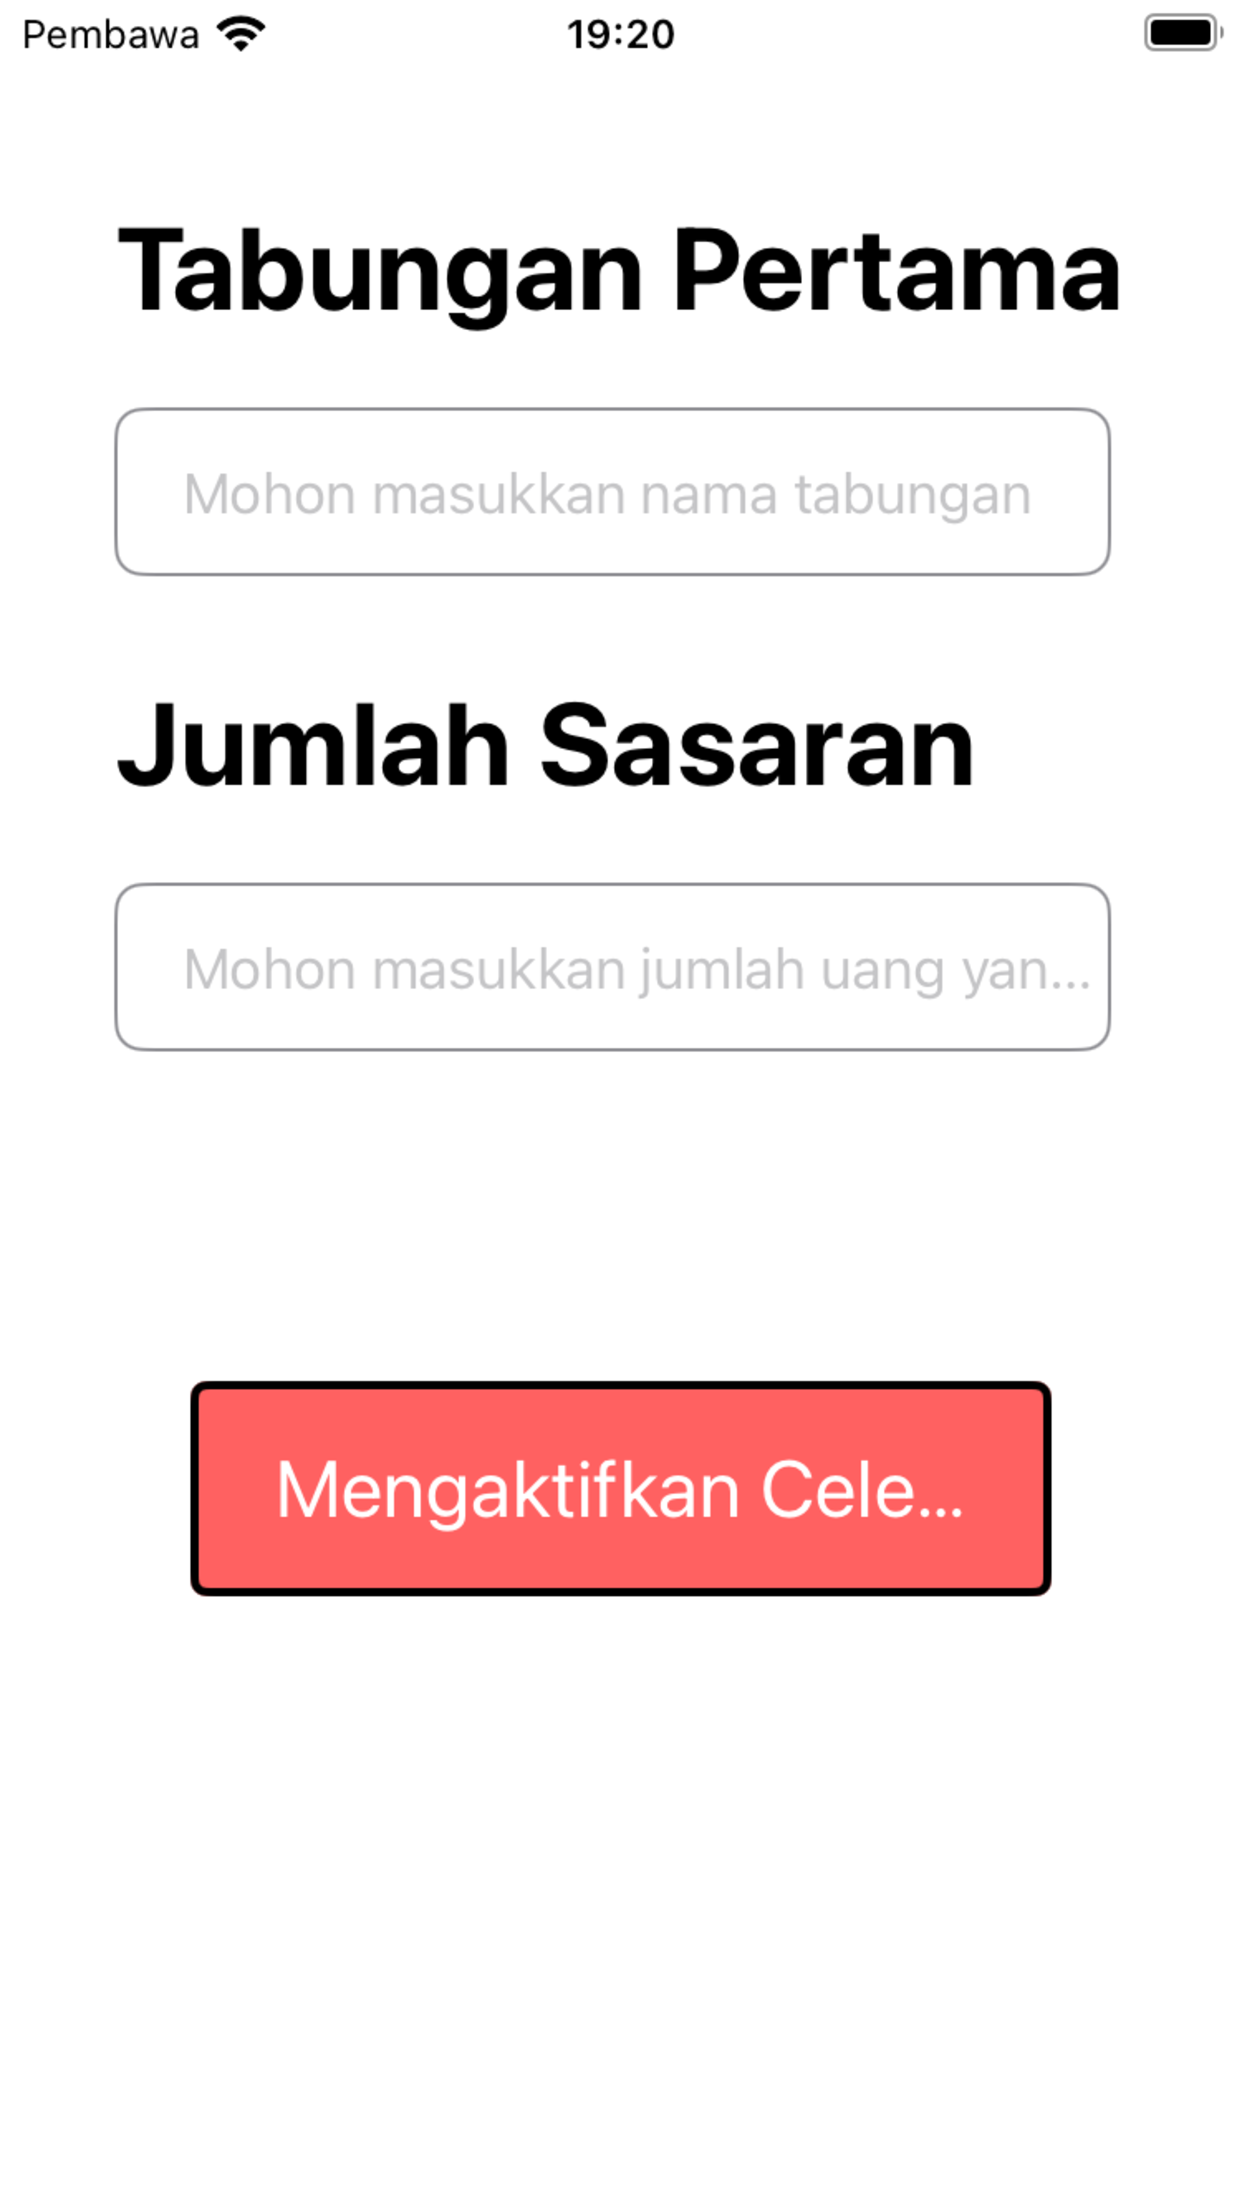 Pembawa 19:20
Tabungan Pertama
Mohon masukkan nama tabungan
Jumlah Sasaran
Mohon masukkan jumlah uang yan...
Mengaktifkan Cele...